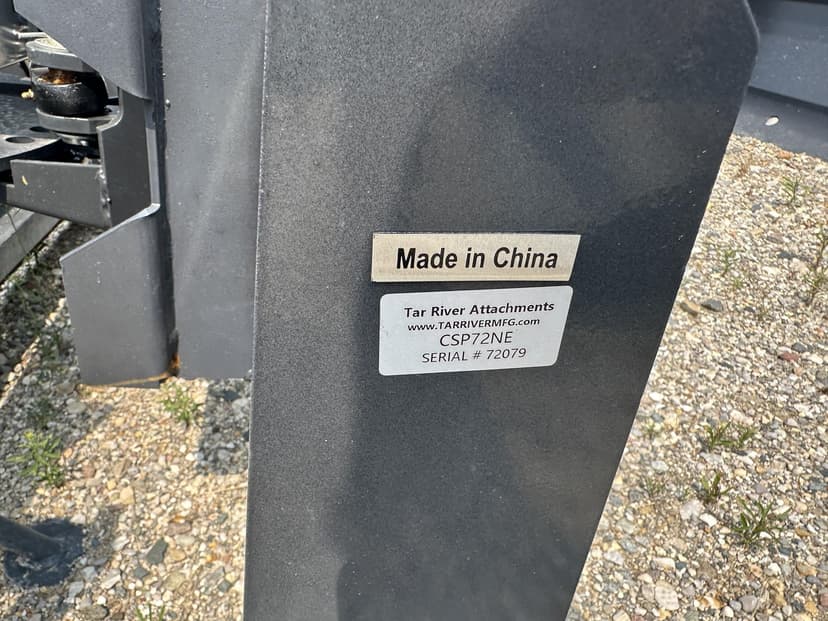 Made in China
Tar River Attachments
www.TARRIVERMFG.com
CSP72NE
SERIAL # 72079